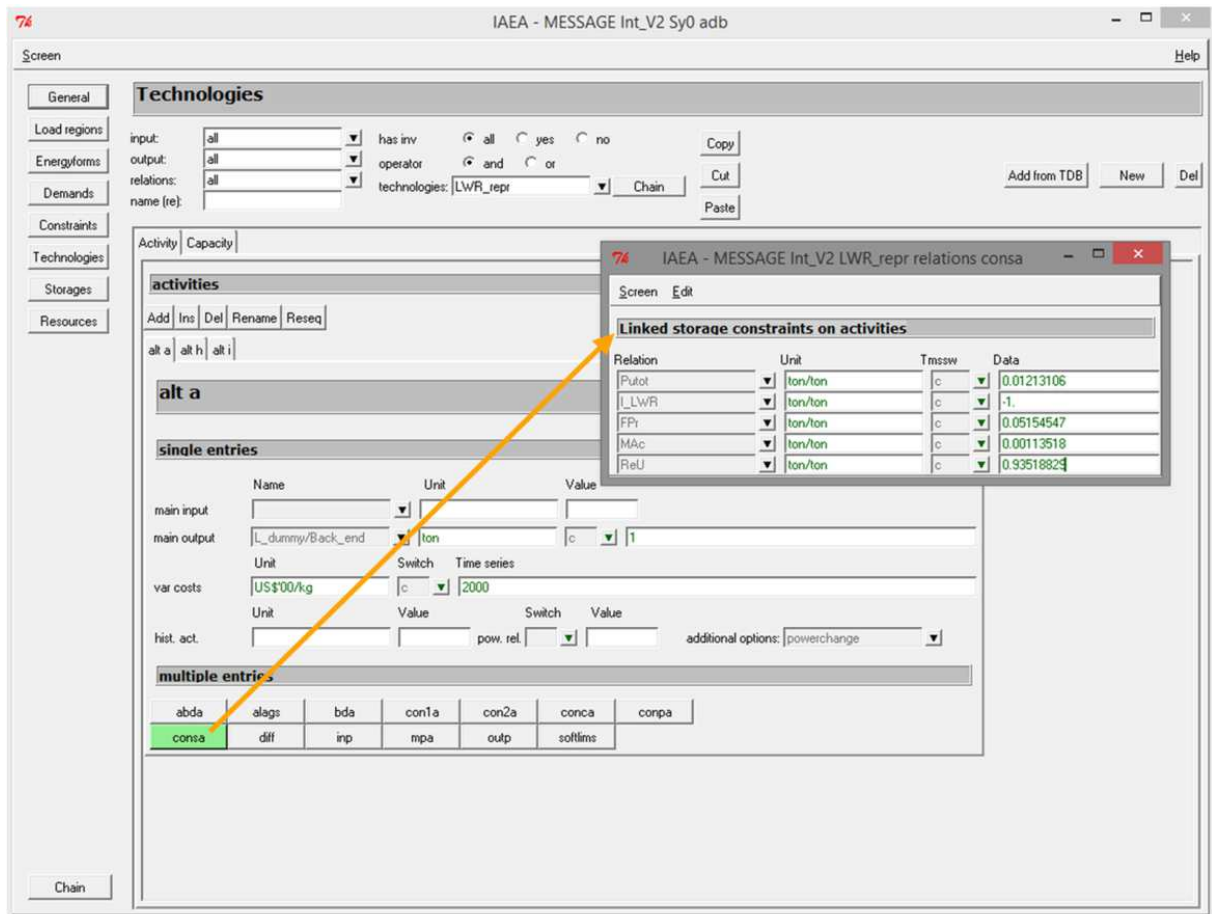 IAEA - MESSAGE Int_V2 Sy0 adb
Screen Help
General
Load regions
Energyforms
Demands
Constraints
Technologies
Storages
Resources
Chain
Technologies
input: all has inv all yes no Copy
output: all operator and or Cut
relations: all technologies: LWR_repr Chain Add from TDB New Del
name (re): Paste
Activity Capacity
activities
Add Ins Del Rename Reseq
alt a alt h alt i
alt a
single entries
Name Unit Value
main input
main output L_dummy/Back_end ton c 1
Unit Switch Time series
var costs US$'00/kg c 2000
Unit Value Switch Value
hist. act. pow. rel. additional options: powerchange
multiple entries
abda alags bda con1a con2a conca conpa
consa diff inp mpa outp softlims
IAEA - MESSAGE Int_V2 LWR_repr relations consa
Screen Edit
Linked storage constraints on activities
Relation Unit Tmssw Data
Putot ton/ton c 0.01213106
I_LWR ton/ton c -1.
FPr ton/ton c 0.05154547
MAc ton/ton c 0.00113518
ReU ton/ton c 0.93518829